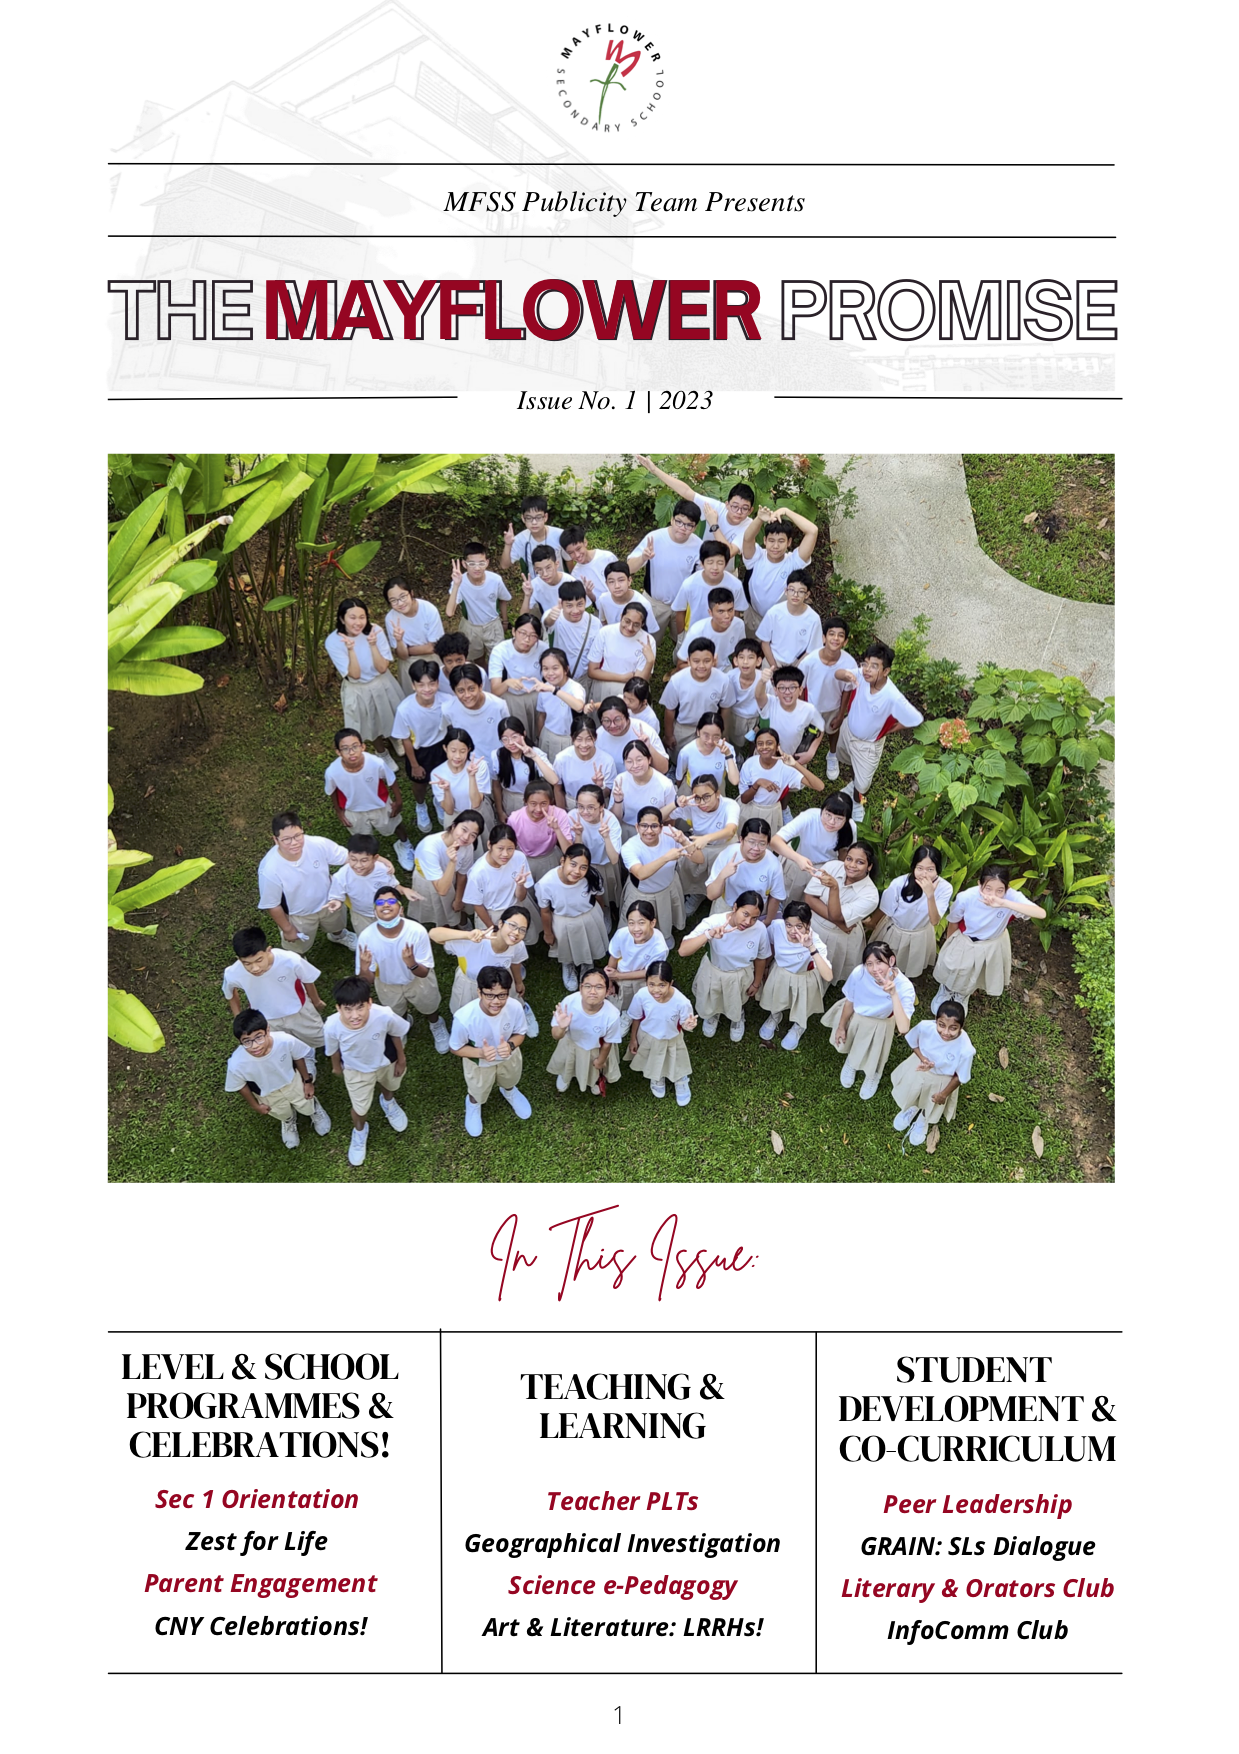 MAYFLOWER
SECONDARY SCHOOL
MFSS Publicity Team Presents
THE MAYFLOWER PROMISE
Issue No. 1 | 2023
In This Issue:
LEVEL & SCHOOL
PROGRAMMES &
CELEBRATIONS!
Sec 1 Orientation
Zest for Life
Parent Engagement
CNY Celebrations!
TEACHING &
LEARNING
Teacher PLTs
Geographical Investigation
Science e-Pedagogy
Art & Literature: LRRHs!
STUDENT
DEVELOPMENT &
CO-CURRICULUM
Peer Leadership
GRAIN: SLs Dialogue
Literary & Orators Club
InfoComm Club
1